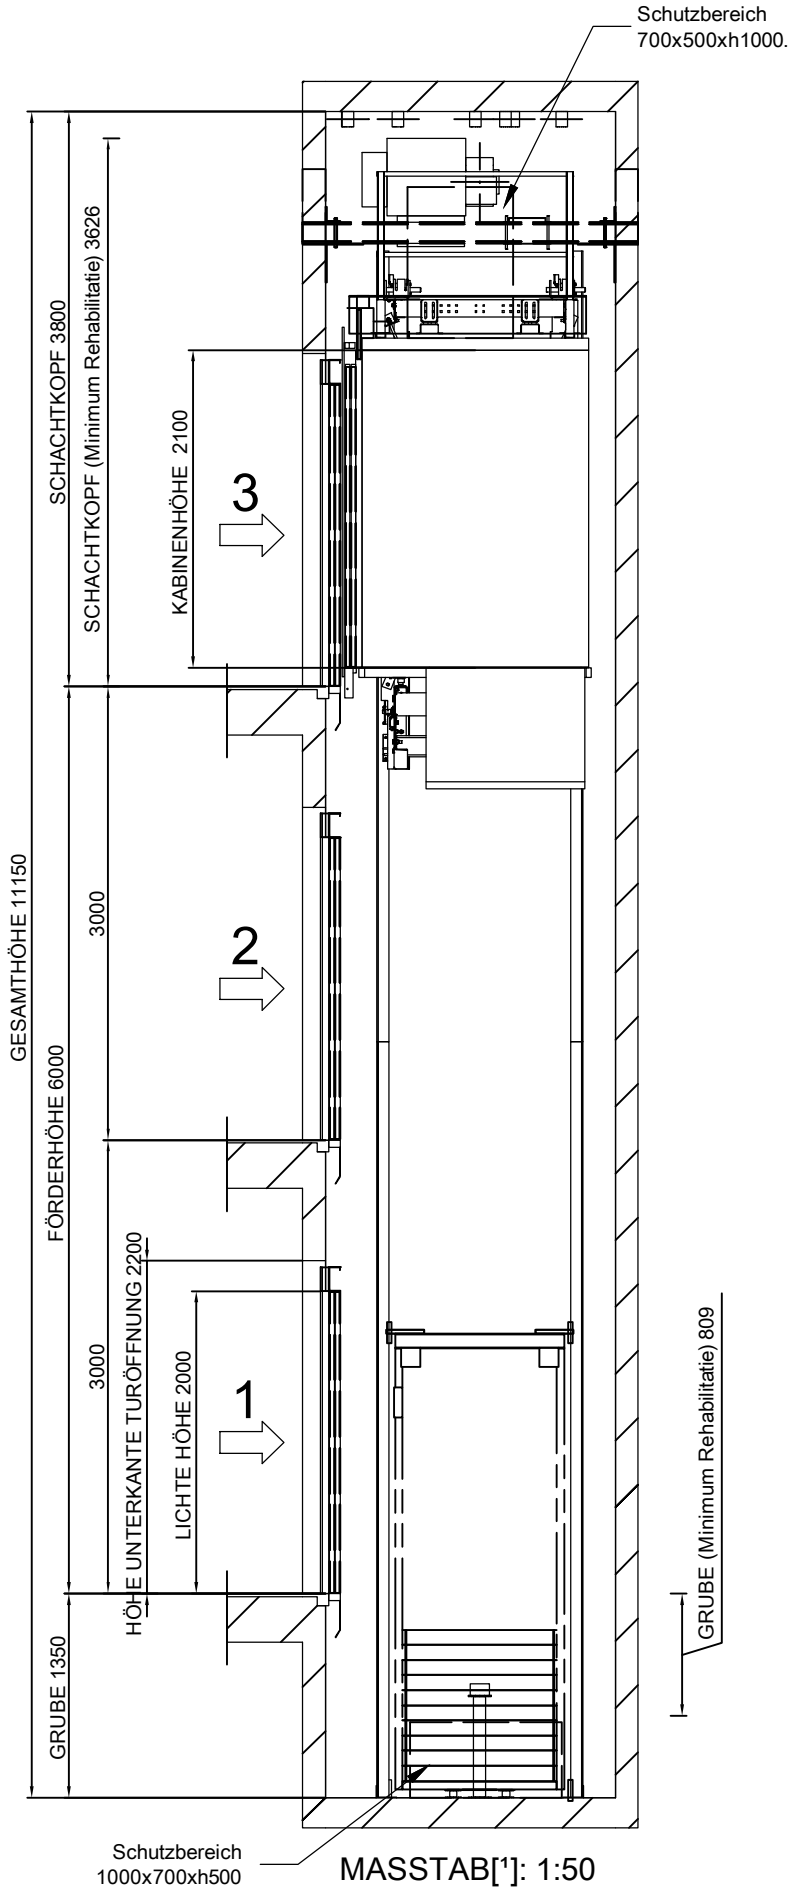 Schutzbereich
700x500xh1000.
SCHACHTKOPF 3800
SCHACHTKOPF (Minimum Rehabilitatie) 3626
KABINENHÖHE 2100
3
GESAMTHÖHE 11150
3000
2
FÖRDERHÖHE 6000
HÖHE UNTERKANTE TURÖFFNUNG 2200
3000
LICHTE HÖHE 2000
1
GRUBE (Minimum Rehabilitatie) 809
GRUBE 1350
Schutzbereich
1000x700xh500
MASSTAB[¹]: 1:50